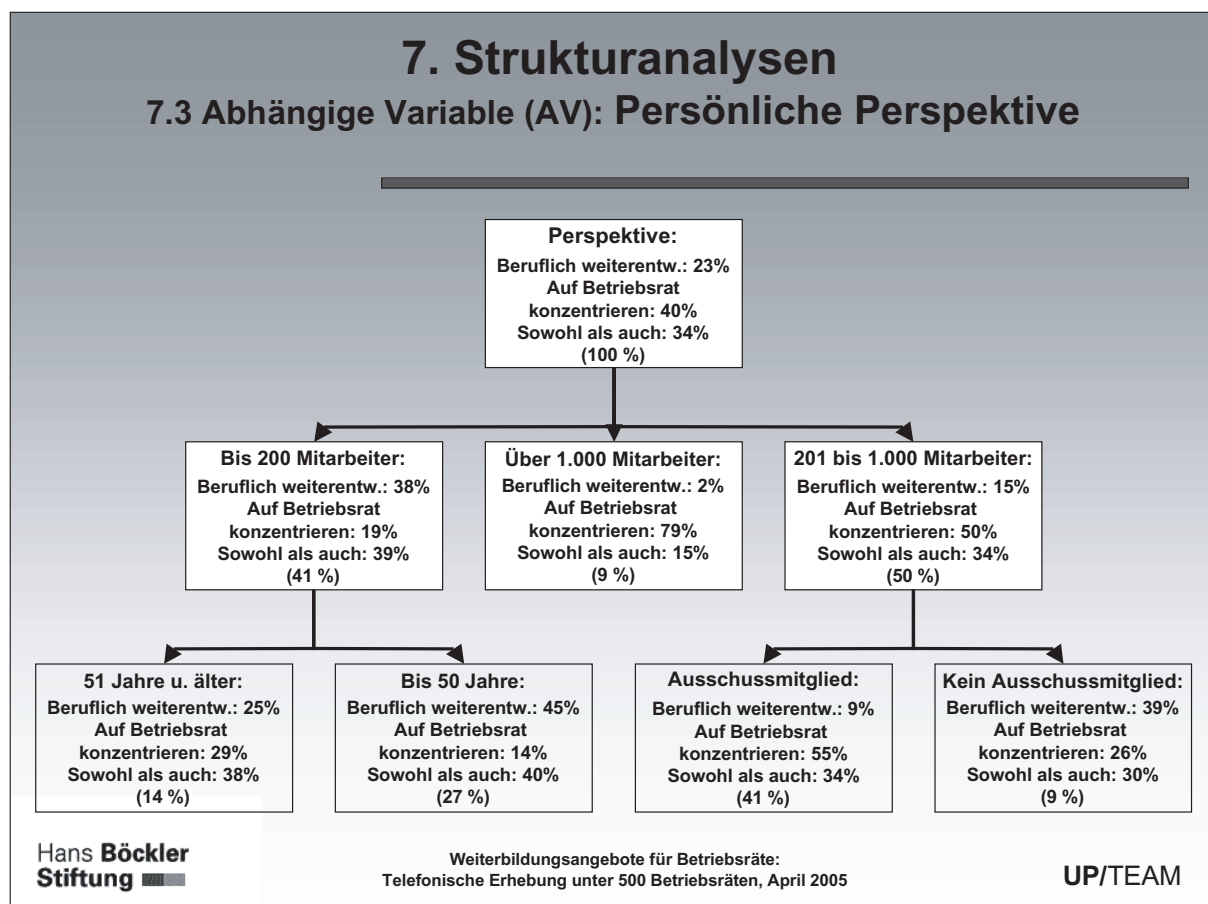 7. Strukturanalysen
7.3 Abhängige Variable (AV): Persönliche Perspektive
Perspektive:
Beruflich weiterentw.: 23%
Auf Betriebsrat
konzentrieren: 40%
Sowohl als auch: 34%
(100 %)
Bis 200 Mitarbeiter:
Beruflich weiterentw.: 38%
Auf Betriebsrat
konzentrieren: 19%
Sowohl als auch: 39%
(41 %)
Über 1.000 Mitarbeiter:
Beruflich weiterentw.: 2%
Auf Betriebsrat
konzentrieren: 79%
Sowohl als auch: 15%
(9 %)
201 bis 1.000 Mitarbeiter:
Beruflich weiterentw.: 15%
Auf Betriebsrat
konzentrieren: 50%
Sowohl als auch: 34%
(50 %)
51 Jahre u. älter:
Beruflich weiterentw.: 25%
Auf Betriebsrat
konzentrieren: 29%
Sowohl als auch: 38%
(14 %)
Bis 50 Jahre:
Beruflich weiterentw.: 45%
Auf Betriebsrat
konzentrieren: 14%
Sowohl als auch: 40%
(27 %)
Ausschussmitglied:
Beruflich weiterentw.: 9%
Auf Betriebsrat
konzentrieren: 55%
Sowohl als auch: 34%
(41 %)
Kein Ausschussmitglied:
Beruflich weiterentw.: 39%
Auf Betriebsrat
konzentrieren: 26%
Sowohl als auch: 30%
(9 %)
Hans Böckler
Stiftung
Weiterbildungsangebote für Betriebsräte:
Telefonische Erhebung unter 500 Betriebsräten, April 2005
UP/TEAM